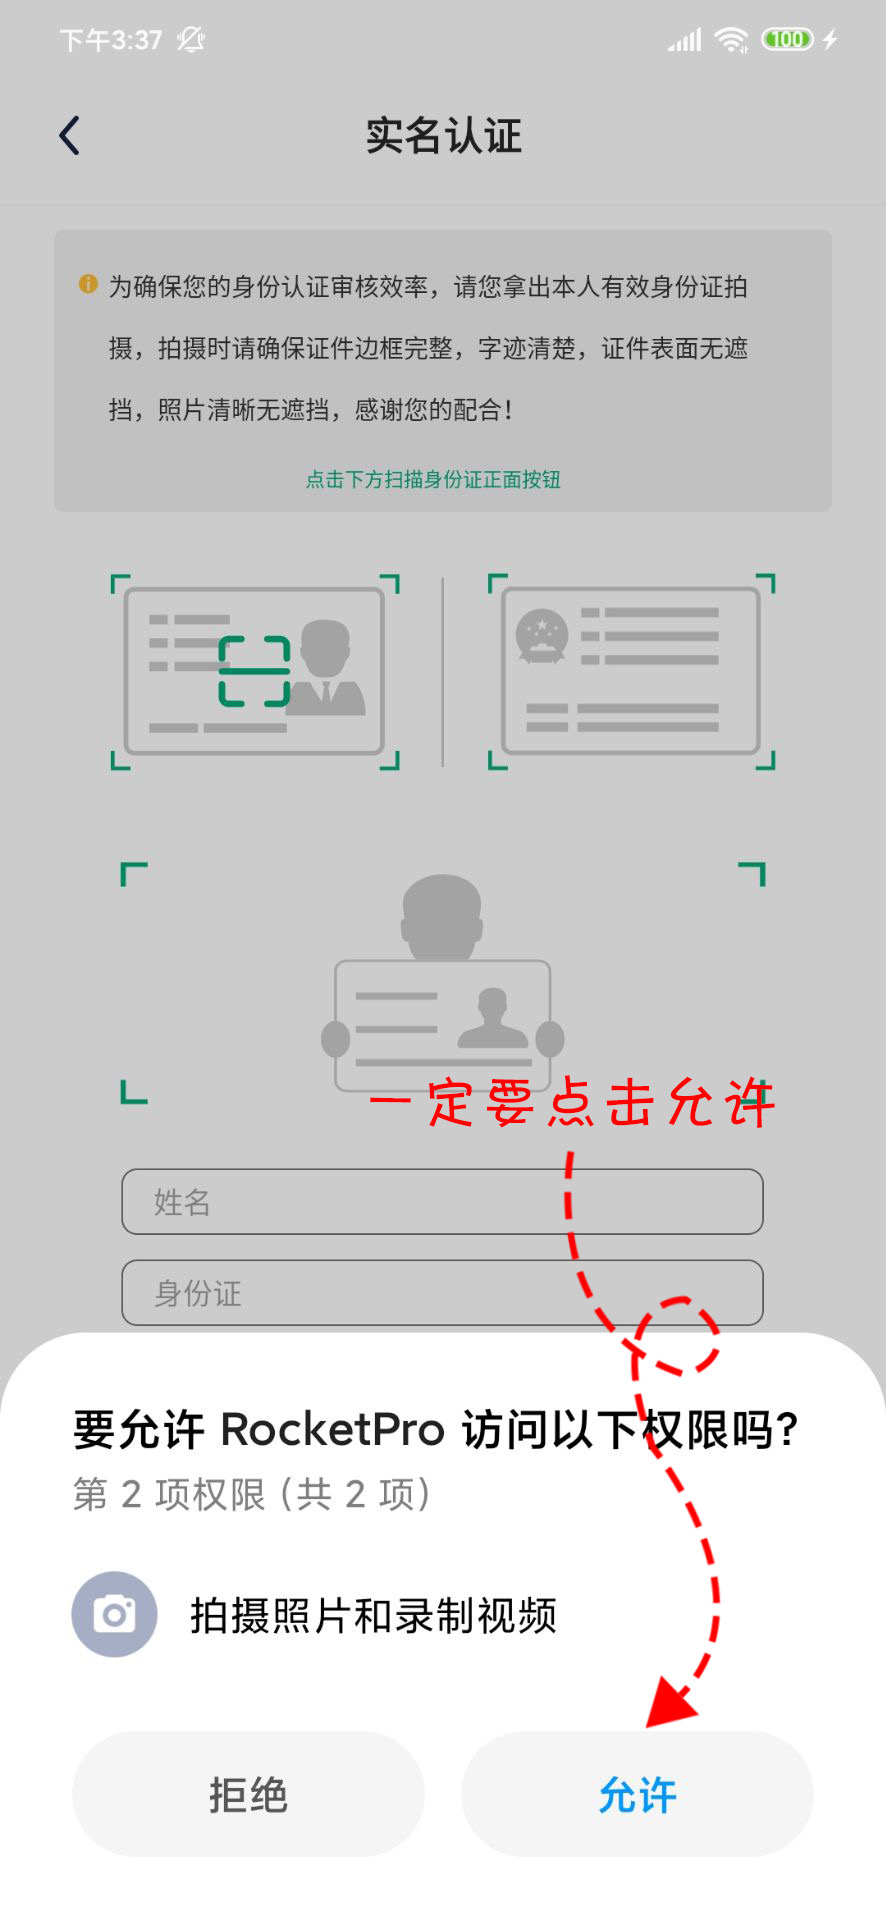 下午3:37
100
实名认证
为确保您的身份认证审核效率，请您拿出本人有效身份证拍
摄，拍摄时请确保证件边框完整，字迹清楚，证件表面无遮
挡，照片清晰无遮挡，感谢您的配合！
点击下方扫描身份证正面按钮
一定要点击允许
姓名
身份证
要允许 RocketPro 访问以下权限吗?
第 2 项权限 (共 2 项)
拍摄照片和录制视频
拒绝
允许